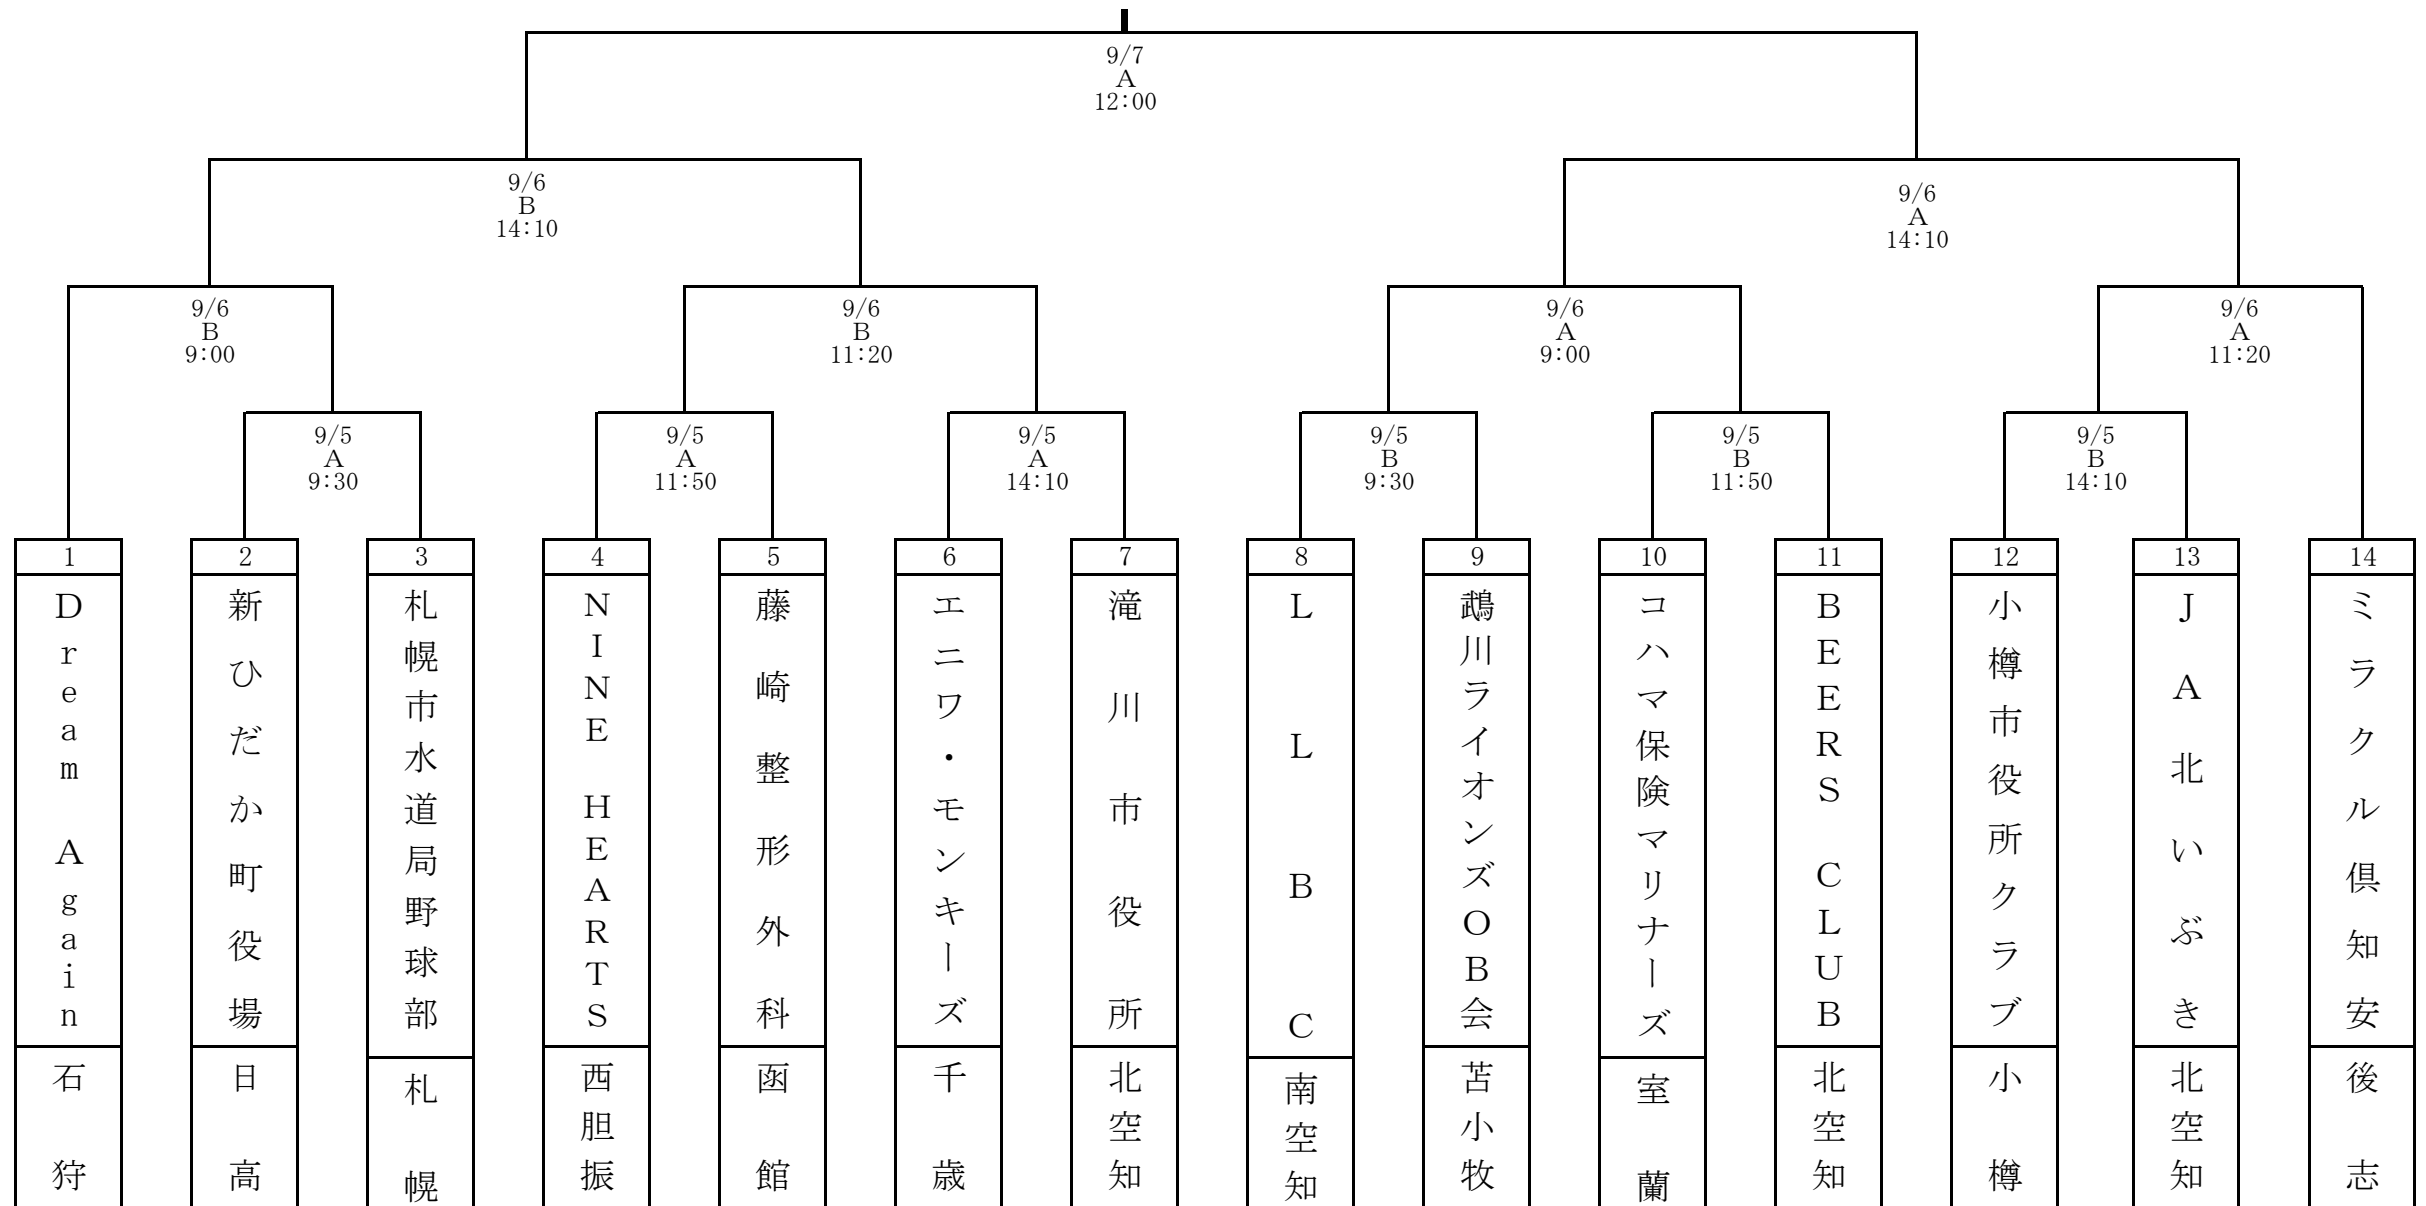 9/7
A
12:00
9/6
B
14:10
9/6
A
14:10
9/6
B
9:00
9/6
B
11:20
9/6
A
9:00
9/6
A
11:20
9/5
A
9:30
9/5
A
11:50
9/5
A
14:10
9/5
B
9:30
9/5
B
11:50
9/5
B
14:10
1
Dream Again
石狩
2
新ひだか町役場
日高
3
札幌市水道局野球部
札幌
4
NINE HEARTS
西胆振
5
藤崎整形外科
函館
6
エニワ・モンキーズ
千歳
7
滝川市役所
北空知
8
LLBC
南空知
9
鵡川ライオンズOB会
苫小牧
10
コハマ保険マリナーズ
室蘭
11
BEERS CLUB
北空知
12
小樽市役所クラブ
小樽
13
JA北いぶき
北空知
14
ミラクル倶知安
後志